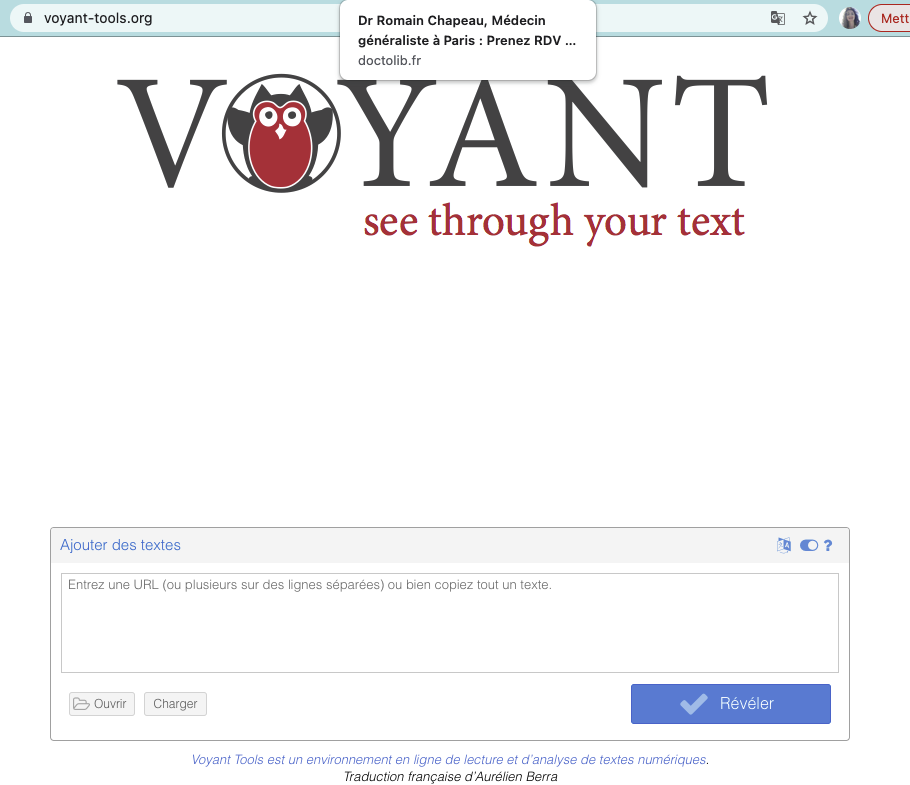 voyant-tools.org
Dr Romain Chapeau, Médecin
généraliste à Paris : Prenez RDV ...
doctolib.fr
Mett
VOYANT
see through your text
Ajouter des textes
?
Entrez une URL (ou plusieurs sur des lignes séparées) ou bien copiez tout un texte.
Ouvrir
Charger
Révéler
Voyant Tools est un environnement en ligne de lecture et d'analyse de textes numériques.
Traduction française d'Aurélien Berra